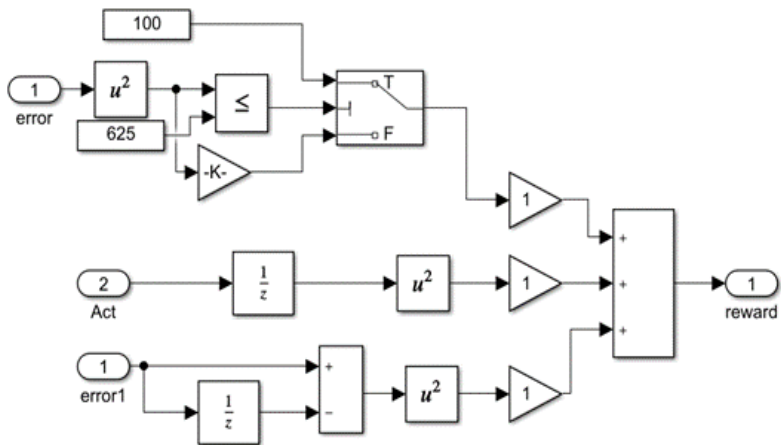 100
1
error
u²
625
≤
-K-
T
F
1
2
Act
1/z
u²
1
1
error1
1/z
+
−
u²
1
+
+
+
1
reward